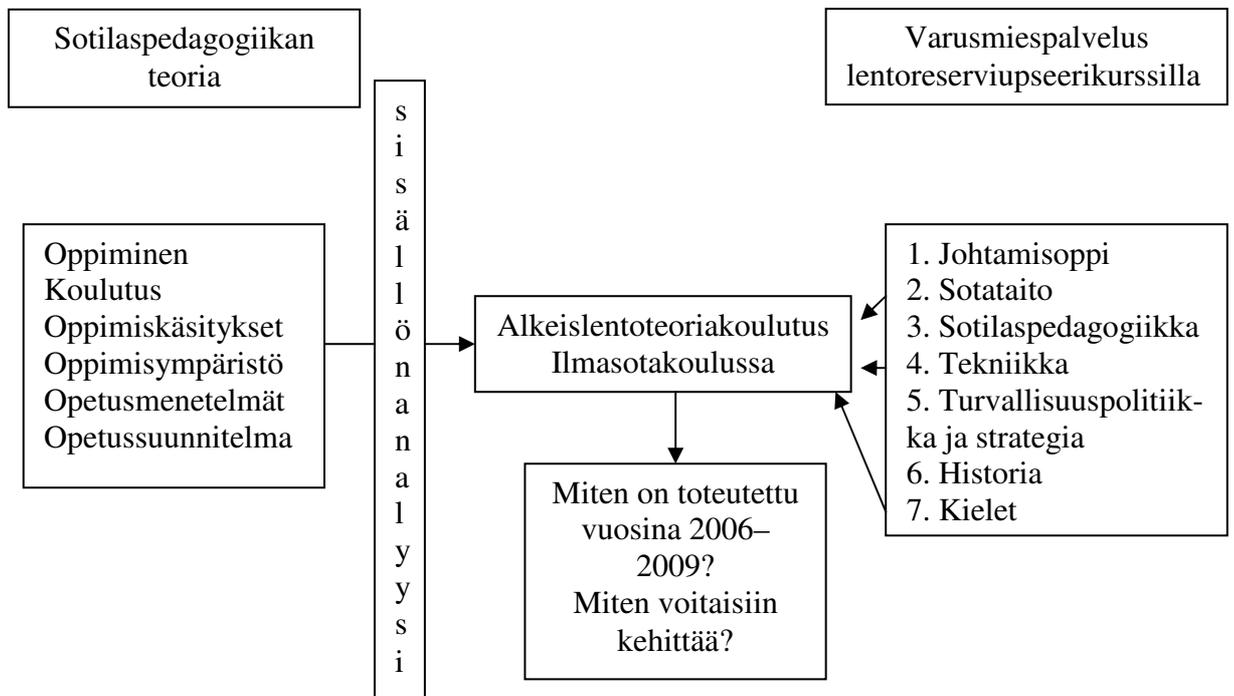 Sotilaspedagogiikan
teoria
Varusmiespalvelus
lentoreserviupseerikurssilla
sisällönanalyysi
Oppiminen
Koulutus
Oppimiskäsitykset
Oppimisympäristö
Opetusmenetelmät
Opetussuunnitelma
Alkeislentoteoriakoulutus
Ilmasotakoulussa
1. Johtamisoppi
2. Sotataito
3. Sotilaspedagogiikka
4. Tekniikka
5. Turvallisuuspolitiik-
ka ja strategia
6. Historia
7. Kielet
Miten on toteutettu
vuosina 2006–
2009?
Miten voitaisiin
kehittää?